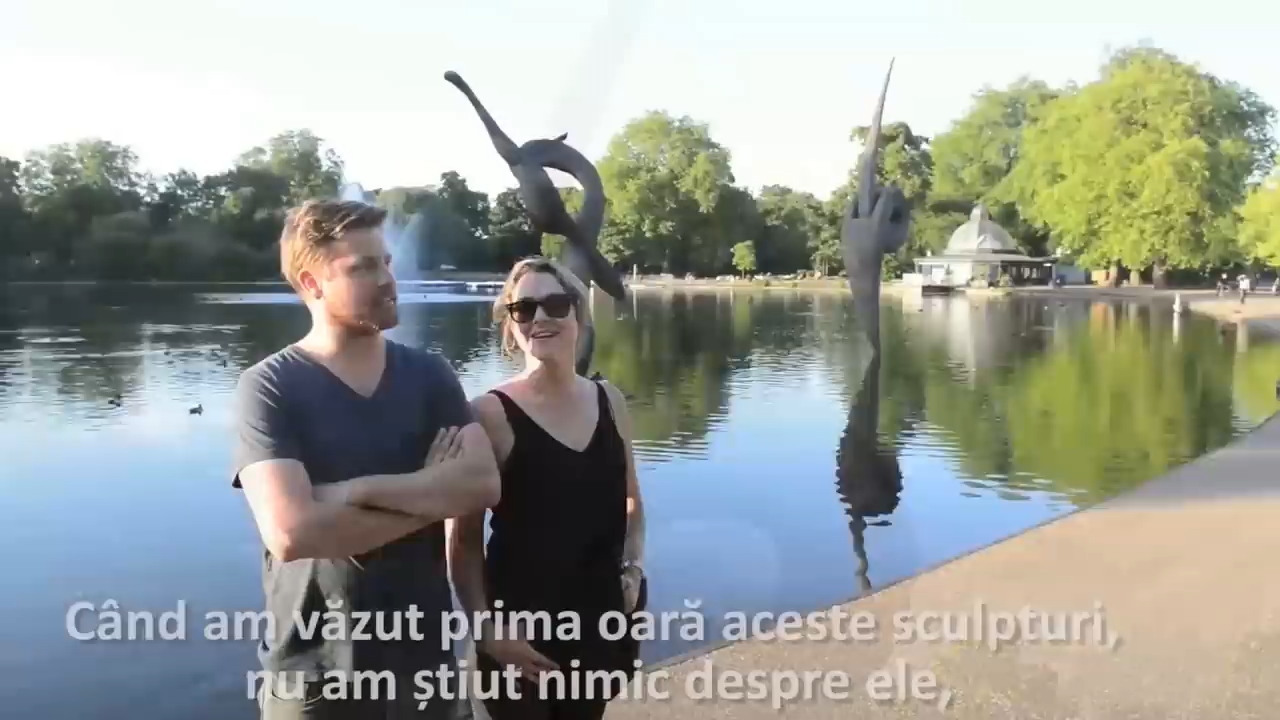 Când am văzut prima oară aceste sculpturi,
nu am știut nimic despre ele,